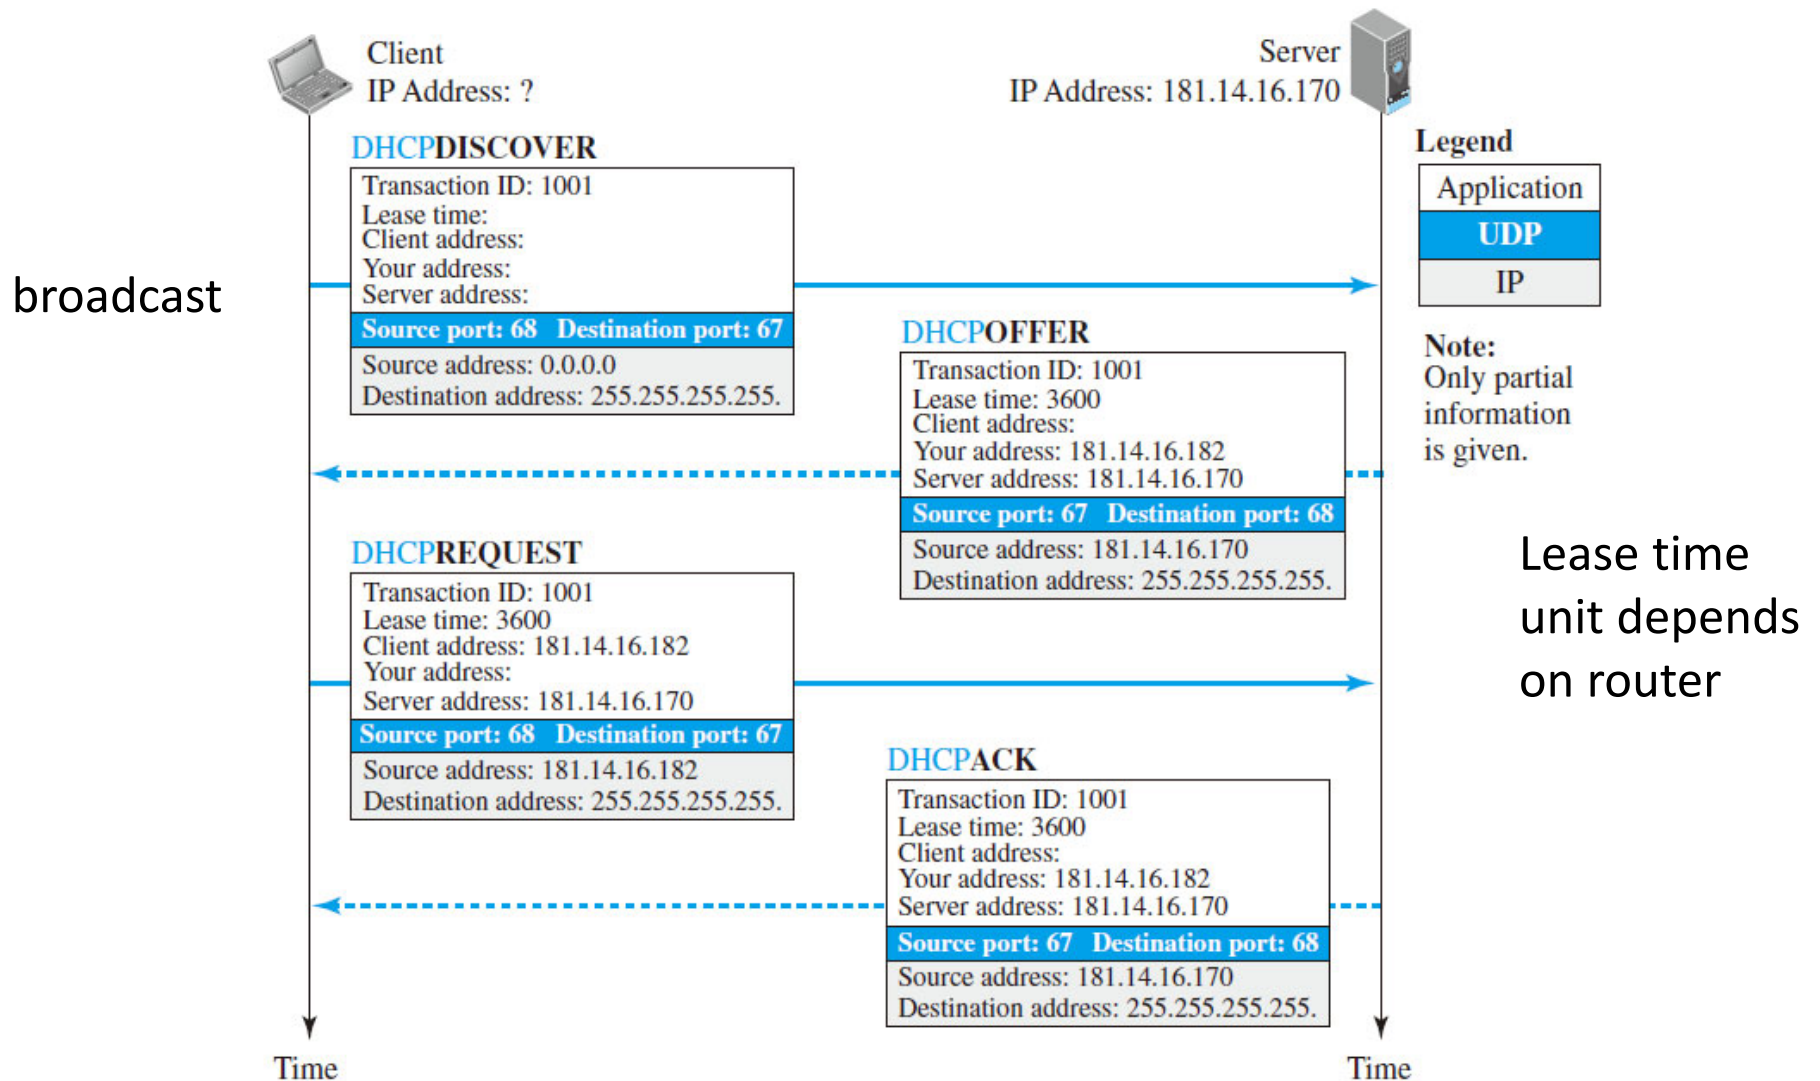 Client
IP Address: ?
Server
IP Address: 181.14.16.170
Legend
Application
UDP
IP
Note:
Only partial
information
is given.
broadcast
DHCPDISCOVER
Transaction ID: 1001
Lease time:
Client address:
Your address:
Server address:
Source port: 68 Destination port: 67
Source address: 0.0.0.0
Destination address: 255.255.255.255.
DHCPOFFER
Transaction ID: 1001
Lease time: 3600
Client address:
Your address: 181.14.16.182
Server address: 181.14.16.170
Source port: 67 Destination port: 68
Source address: 181.14.16.170
Destination address: 255.255.255.255.
Lease time
unit depends
on router
DHCPREQUEST
Transaction ID: 1001
Lease time: 3600
Client address: 181.14.16.182
Your address:
Server address: 181.14.16.170
Source port: 68 Destination port: 67
Source address: 181.14.16.182
Destination address: 255.255.255.255.
DHCPACK
Transaction ID: 1001
Lease time: 3600
Client address:
Your address: 181.14.16.182
Server address: 181.14.16.170
Source port: 67 Destination port: 68
Source address: 181.14.16.170
Destination address: 255.255.255.255.
Time
Time